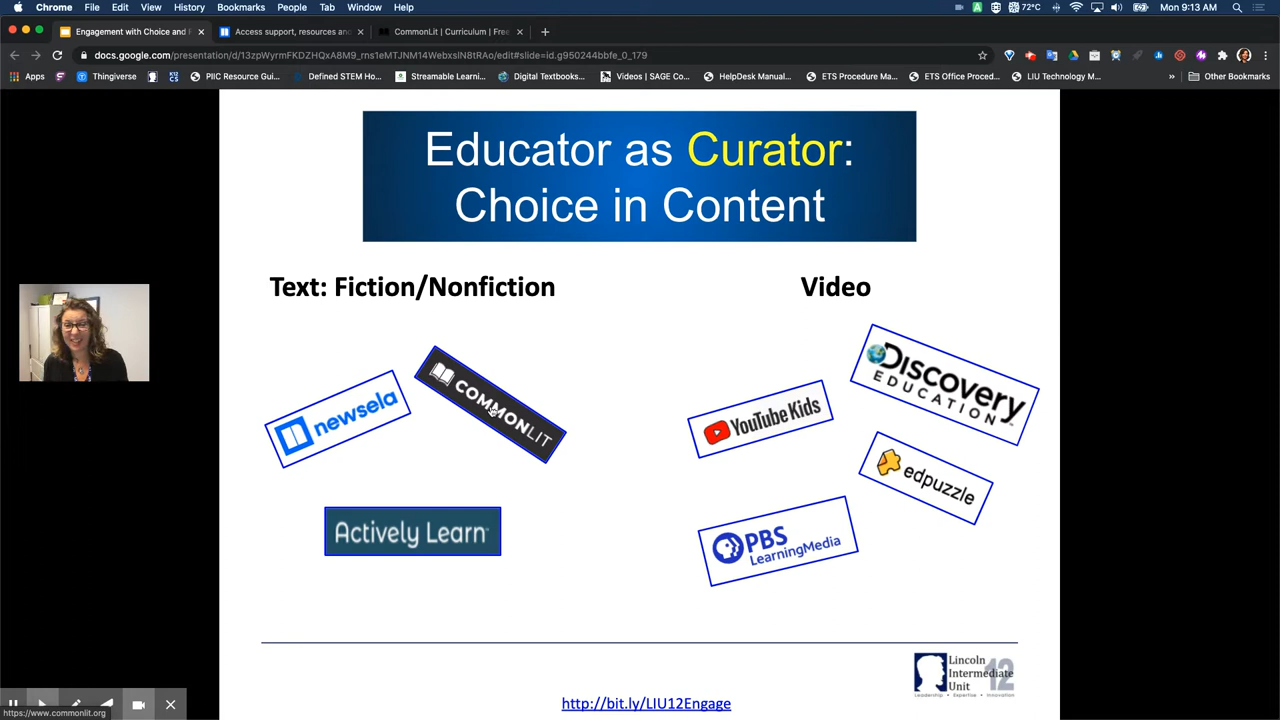 Chrome File Edit View History Bookmarks People Tab Window Help
72°C Mon 9:13 AM
Engagement with Choice and
Access support, resources and
CommonLit | Curriculum | Free
docs.google.com/presentation/d/13zpWyrmFKDZHQxA8M9_rns1eMTJNM14WebxslN8tRAo/edit#slide=id.g950244bbfe_0_179
Apps
Thingiverse
PIIC Resource Gui...
Defined STEM Ho...
Streamable Learni...
Digital Textbooks...
Videos | SAGE Co...
HelpDesk Manual...
ETS Procedure Ma...
ETS Office Proced...
LIU Technology M...
»
Other Bookmarks
Educator as Curator:
Choice in Content
Text: Fiction/Nonfiction
newsela
COMMONLIT
Actively Learn
Video
YouTube Kids
Discovery
EDUCATION
edpuzzle
PBS
LearningMedia
Lincoln
Intermediate
Unit
12
Leadership • Expertise • Innovation
http://bit.ly/LIU12Engage
https://www.commonlit.org